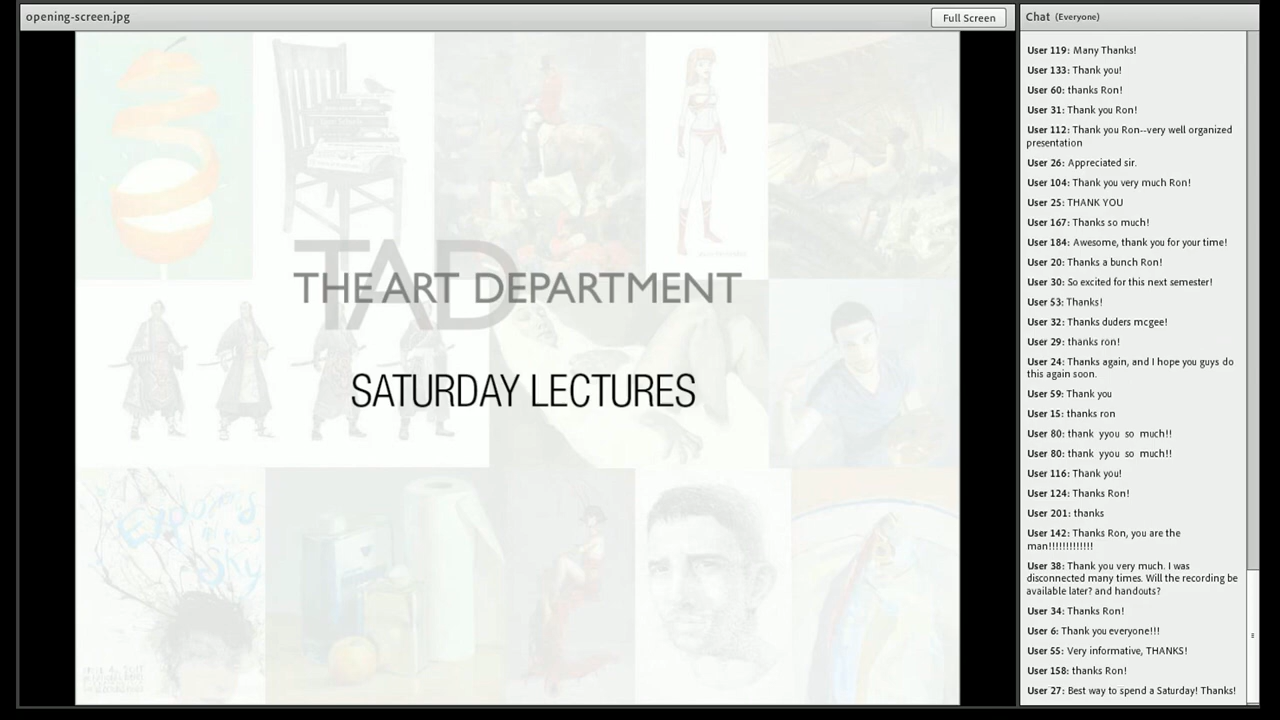 opening-screen.jpg
Full Screen
TAD
THE ART DEPARTMENT
SATURDAY LECTURES
Explosions
in the
Sky
Chat (Everyone)
User 119: Many Thanks!
User 133: Thank you!
User 60: thanks Ron!
User 31: Thank you Ron!
User 112: Thank you Ron--very well organized
presentation
User 26: Appreciated sir.
User 104: Thank you very much Ron!
User 25: THANK YOU
User 167: Thanks so much!
User 184: Awesome, thank you for your time!
User 20: Thanks a bunch Ron!
User 30: So excited for this next semester!
User 53: Thanks!
User 32: Thanks duders mcgee!
User 29: thanks ron!
User 24: Thanks again, and I hope you guys do
this again soon.
User 59: Thank you
User 15: thanks ron
User 80: thank yyou so much!!
User 80: thank yyou so much!!
User 116: Thank you!
User 124: Thanks Ron!
User 201: thanks
User 142: Thanks Ron, you are the
man!!!!!!!!!!!!!
User 38: Thank you very much. I was
disconnected many times. Will the recording be
available later? and handouts?
User 34: Thanks Ron!
User 6: Thank you everyone!!!
User 55: Very informative, THANKS!
User 158: thanks Ron!
User 27: Best way to spend a Saturday! Thanks!